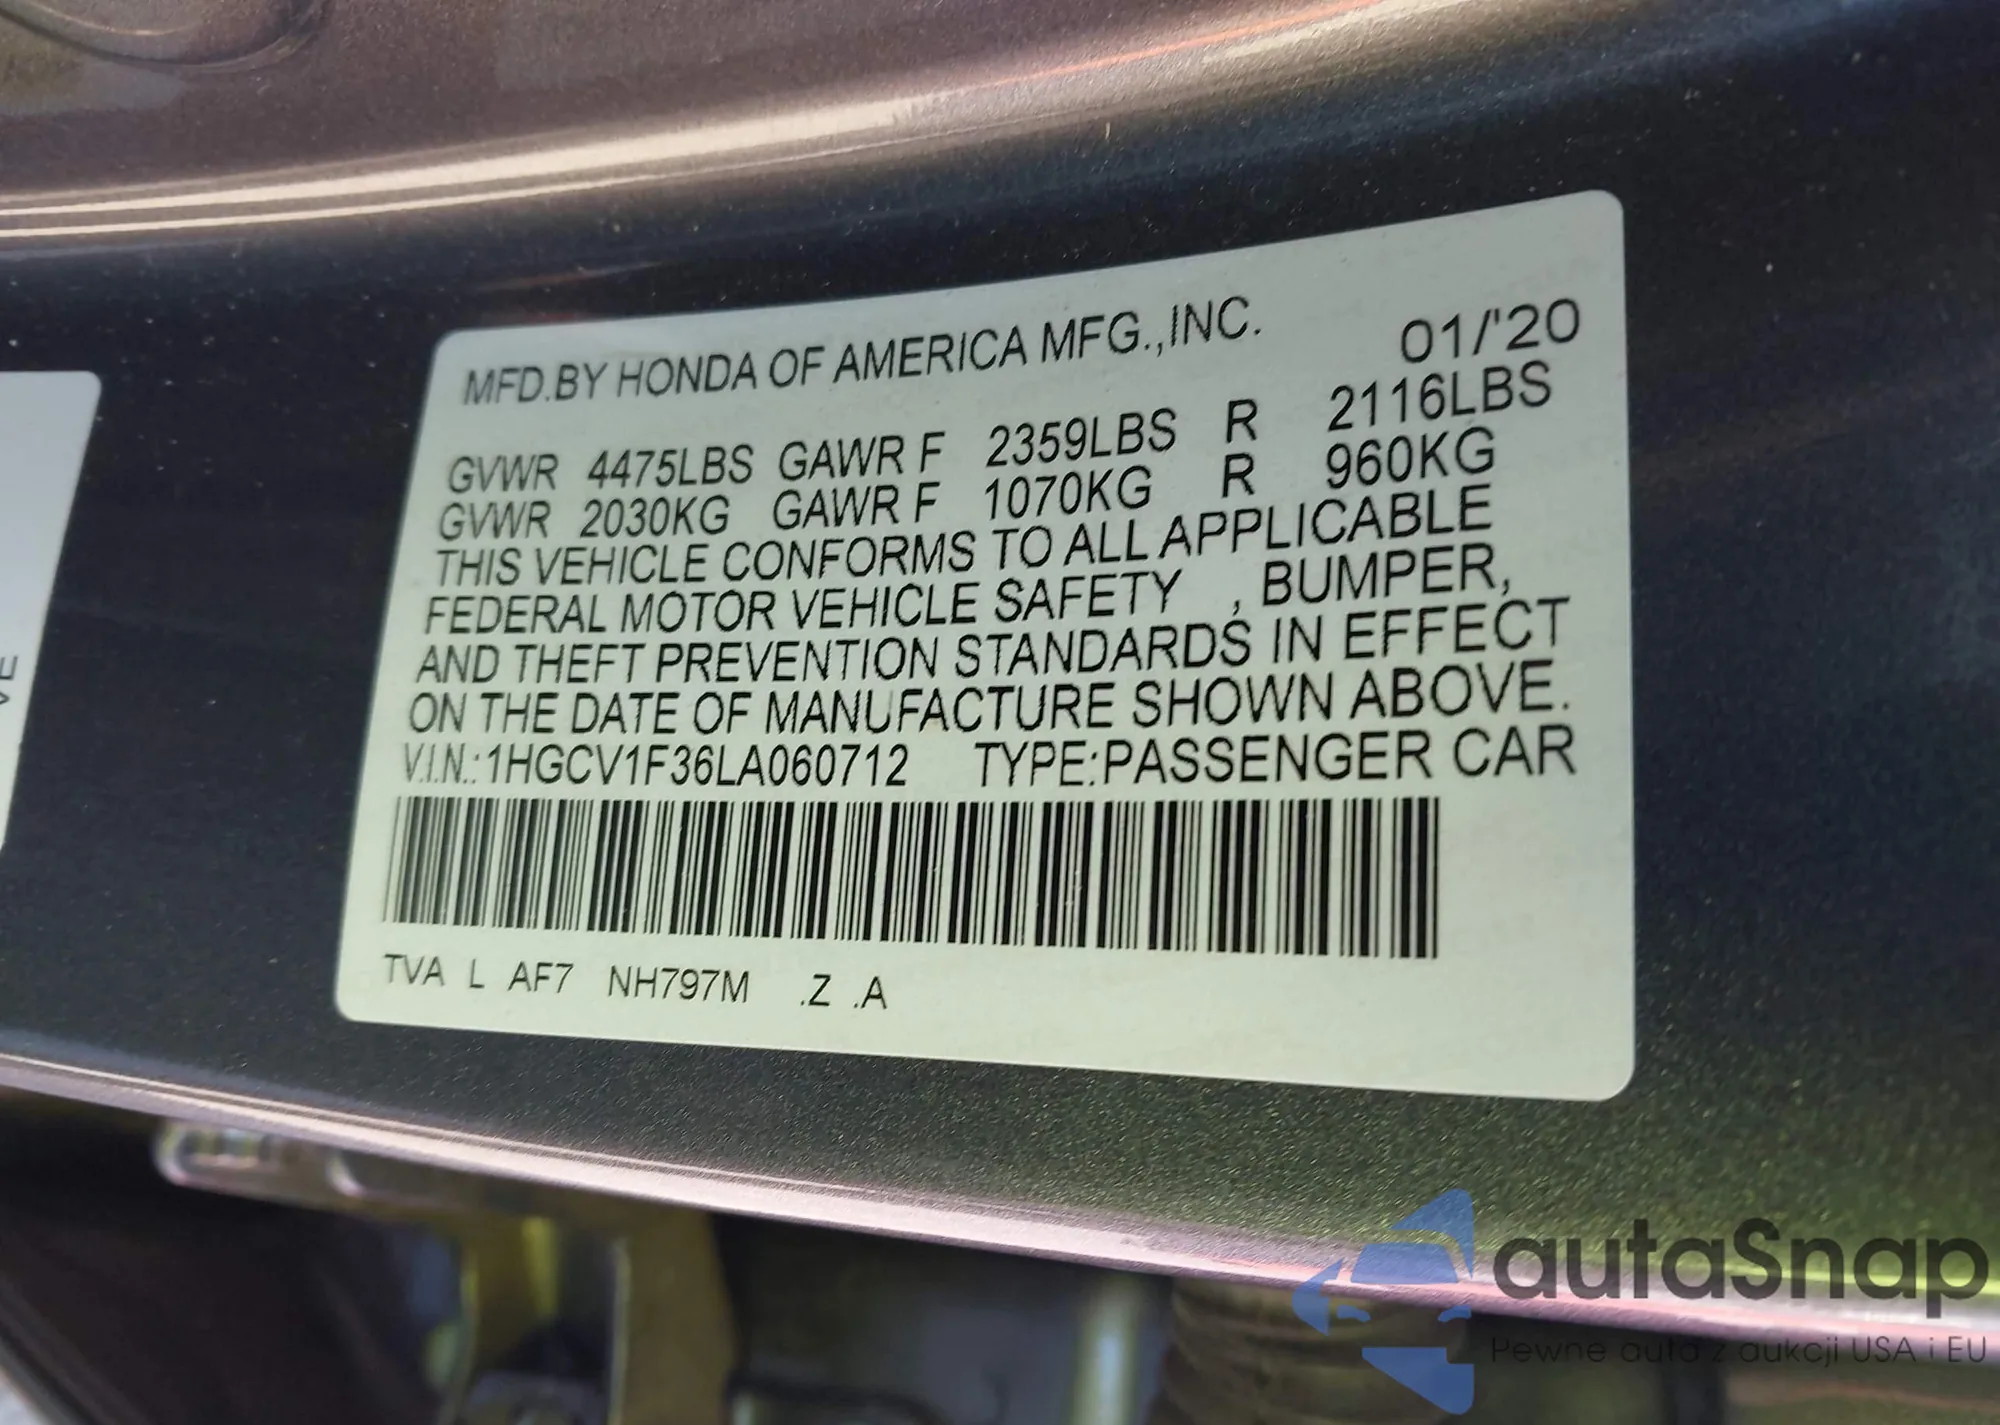 MFD.BY HONDA OF AMERICA MFG.,INC. 01/'20
GVWR 4475LBS GAWR F 2359LBS R 2116LBS
GVWR 2030KG GAWR F 1070KG R 960KG
THIS VEHICLE CONFORMS TO ALL APPLICABLE
FEDERAL MOTOR VEHICLE SAFETY , BUMPER,
AND THEFT PREVENTION STANDARDS IN EFFECT
ON THE DATE OF MANUFACTURE SHOWN ABOVE.
V.I.N.:1HGCV1F36LA060712 TYPE:PASSENGER CAR
TVA L AF7 NH797M .Z .A
autaSnap
Pewne auta z aukcji USA i EU